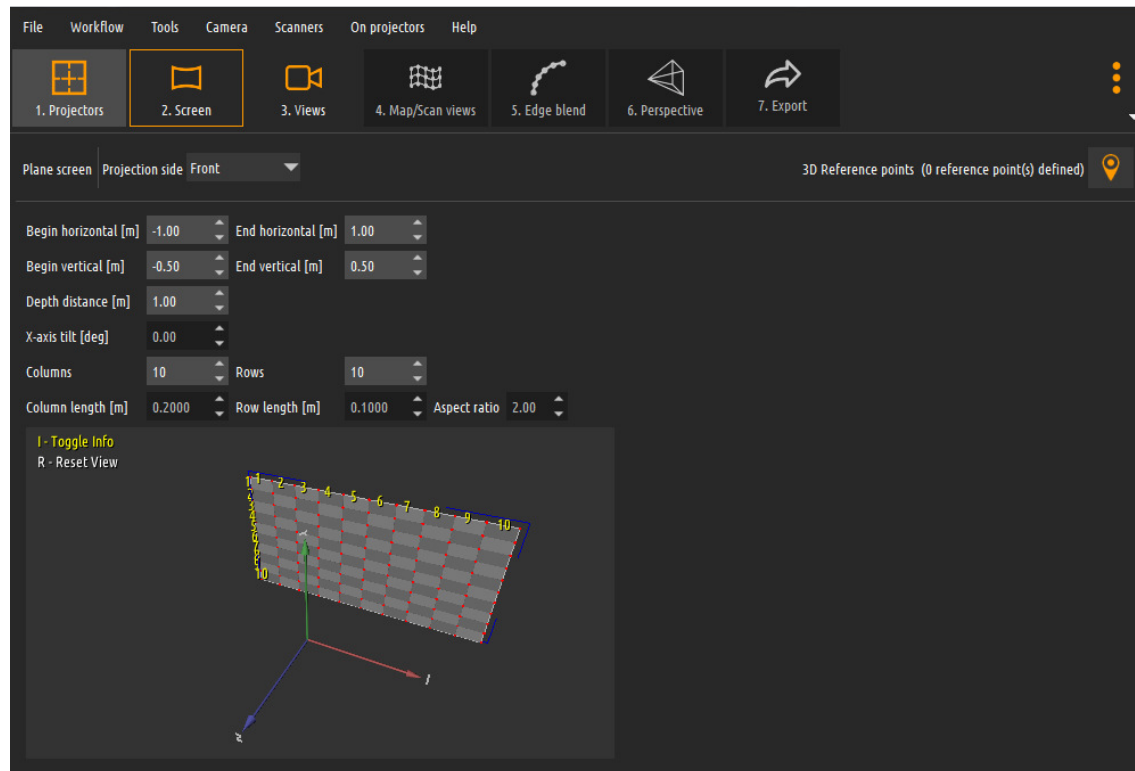 File Workflow Tools Camera Scanners On projectors Help
1. Projectors 2. Screen 3. Views 4. Map/Scan views 5. Edge blend 6. Perspective 7. Export
Plane screen Projection side Front 3D Reference points (0 reference point(s) defined)
Begin horizontal [m] -1.00 End horizontal [m] 1.00
Begin vertical [m] -0.50 End vertical [m] 0.50
Depth distance [m] 1.00
X-axis tilt [deg] 0.00
Columns 10 Rows 10
Column length [m] 0.2000 Row length [m] 0.1000 Aspect ratio 2.00
I - Toggle Info
R - Reset View
1 2 3 4 5 6 7 8 9 10
1
2
3
4
5
6
7
8
10
z